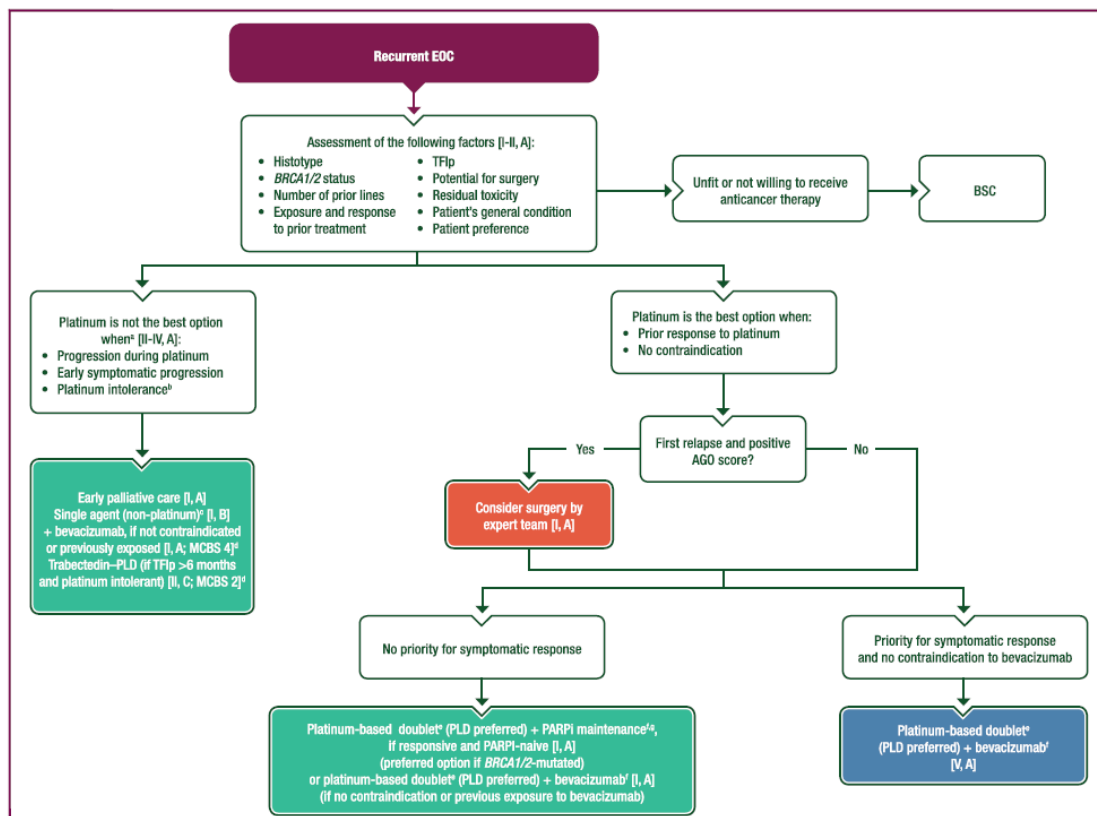 Recurrent EOC
Assessment of the following factors [I-II, A]:
• Histotype
• BRCA1/2 status
• Number of prior lines
• Exposure and response
to prior treatment
• TFIp
• Potential for surgery
• Residual toxicity
• Patient's general condition
• Patient preference
Unfit or not willing to receive
anticancer therapy
BSC
Platinum is not the best option
whenᵃ [II-IV, A]:
• Progression during platinum
• Early symptomatic progression
• Platinum intoleranceᵇ
Platinum is the best option when:
• Prior response to platinum
• No contraindication
Early palliative care [I, A]
Single agent (non-platinum)ᶜ [I, B]
+ bevacizumab, if not contraindicated
or previously exposed [I, A; MCBS 4]ᵈ
Trabectedin–PLD (if TFIp >6 months
and platinum intolerant) [II, C; MCBS 2]ᵈ
First relapse and positive
AGO score?
Yes
No
Consider surgery by
expert team [I, A]
No priority for symptomatic response
Priority for symptomatic response
and no contraindication to bevacizumab
Platinum-based doubletᵉ (PLD preferred) + PARPi maintenanceᶠ,ᵍ,
if responsive and PARPI-naive [I, A]
(preferred option if BRCA1/2-mutated)
or platinum-based doubletᵉ (PLD preferred) + bevacizumabᶠ [I, A]
(if no contraindication or previous exposure to bevacizumab)
Platinum-based doubletᵉ
(PLD preferred) + bevacizumabᶠ
[V, A]